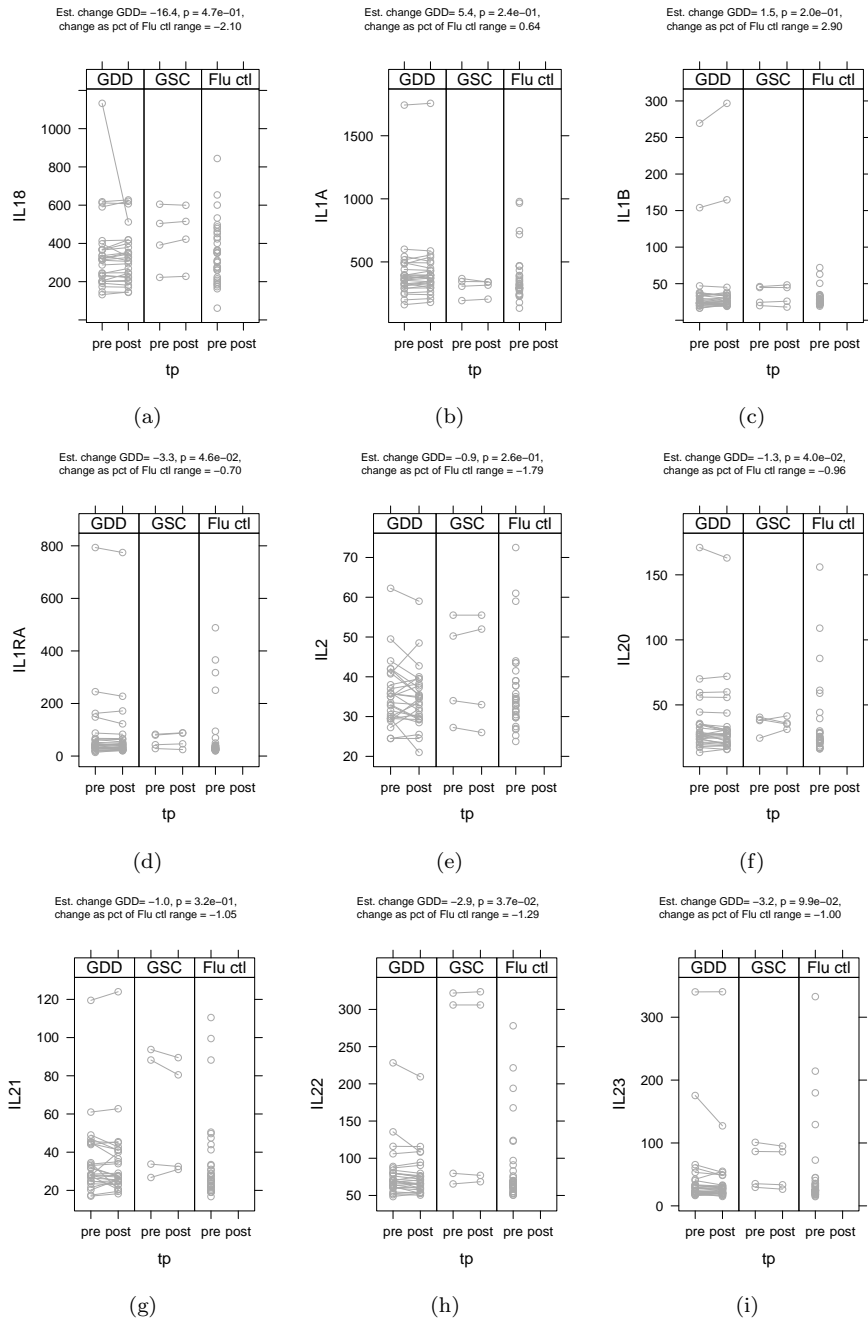 Est. change GDD= −16.4, p = 4.7e−01,
change as pct of Flu ctl range = −2.10
GDD GSC Flu ctl
1000
800
600
400
200
IL18
pre post pre post pre post
tp
(a)
Est. change GDD= 5.4, p = 2.4e−01,
change as pct of Flu ctl range = 0.64
GDD GSC Flu ctl
1500
1000
500
IL1A
pre post pre post pre post
tp
(b)
Est. change GDD= 1.5, p = 2.0e−01,
change as pct of Flu ctl range = 2.90
GDD GSC Flu ctl
300
250
200
150
100
50
0
IL1B
pre post pre post pre post
tp
(c)
Est. change GDD= −3.3, p = 4.6e−02,
change as pct of Flu ctl range = −0.70
GDD GSC Flu ctl
800
600
400
200
0
IL1RA
pre post pre post pre post
tp
(d)
Est. change GDD= −0.9, p = 2.6e−01,
change as pct of Flu ctl range = −1.79
GDD GSC Flu ctl
70
60
50
40
30
20
IL2
pre post pre post pre post
tp
(e)
Est. change GDD= −1.3, p = 4.0e−02,
change as pct of Flu ctl range = −0.96
GDD GSC Flu ctl
150
100
50
IL20
pre post pre post pre post
tp
(f)
Est. change GDD= −1.0, p = 3.2e−01,
change as pct of Flu ctl range = −1.05
GDD GSC Flu ctl
120
100
80
60
40
20
IL21
pre post pre post pre post
tp
(g)
Est. change GDD= −2.9, p = 3.7e−02,
change as pct of Flu ctl range = −1.29
GDD GSC Flu ctl
300
250
200
150
100
50
IL22
pre post pre post pre post
tp
(h)
Est. change GDD= −3.2, p = 9.9e−02,
change as pct of Flu ctl range = −1.00
GDD GSC Flu ctl
300
200
100
0
IL23
pre post pre post pre post
tp
(i)